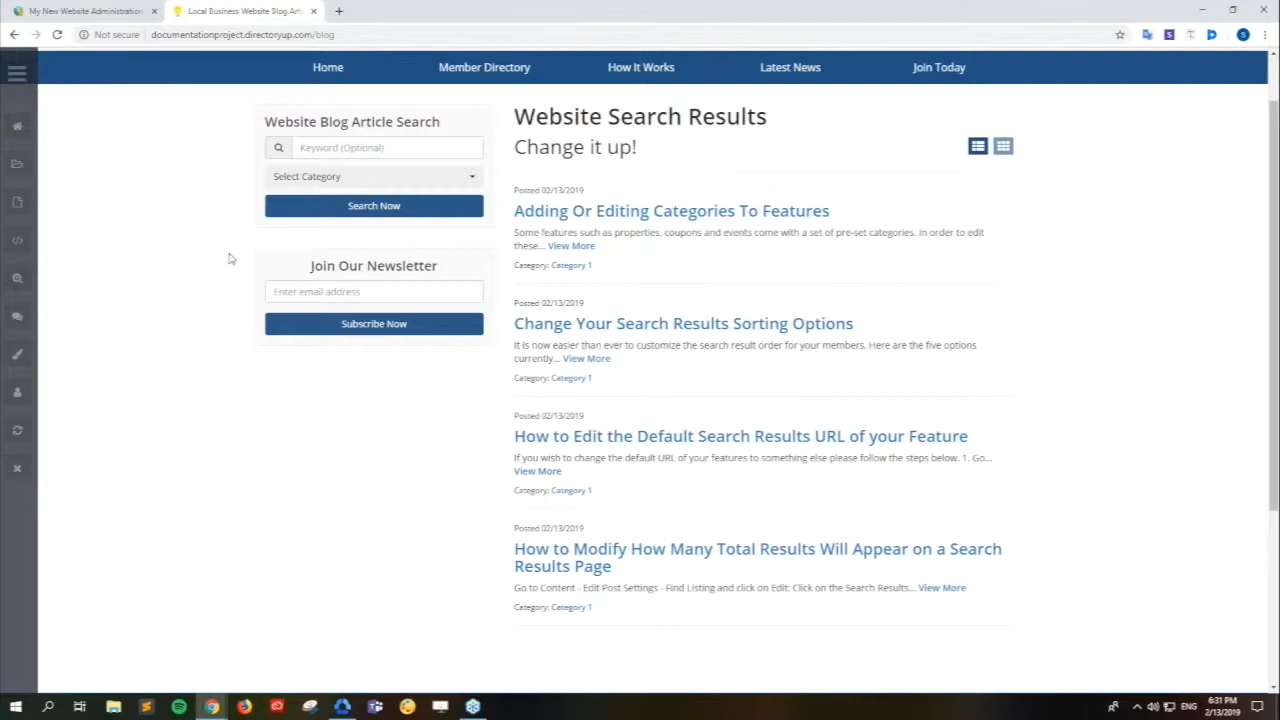 My New Website Administration
Local Business Website Blog Arti
Not secure
documentationproject.directoryup.com/blog
Home
Member Directory
How It Works
Latest News
Join Today
Website Blog Article Search
Keyword (Optional)
Select Category
Search Now
Join Our Newsletter
Enter email address
Subscribe Now
Website Search Results
Change it up!
Posted 02/13/2019
Adding Or Editing Categories To Features
Some features such as properties, coupons and events come with a set of pre-set categories. In order to edit
these... View More
Category: Category 1
Posted 02/13/2019
Change Your Search Results Sorting Options
It is now easier than ever to customize the search result order for your members. Here are the five options
currently... View More
Category: Category 1
Posted 02/13/2019
How to Edit the Default Search Results URL of your Feature
If you wish to change the default URL of your features to something else please follow the steps below. 1. Go...
View More
Category: Category 1
Posted 02/13/2019
How to Modify How Many Total Results Will Appear on a Search
Results Page
Go to Content - Edit Post Settings - Find Listing and click on Edit: Click on the Search Results... View More
Category: Category 1
ENG
6:31 PM
2/13/2019